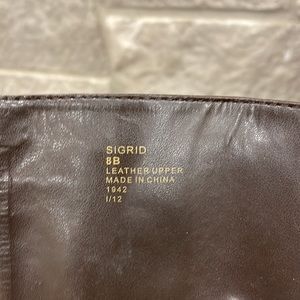 SIGRID
8B
LEATHER UPPER
MADE IN CHINA
1942
I/12